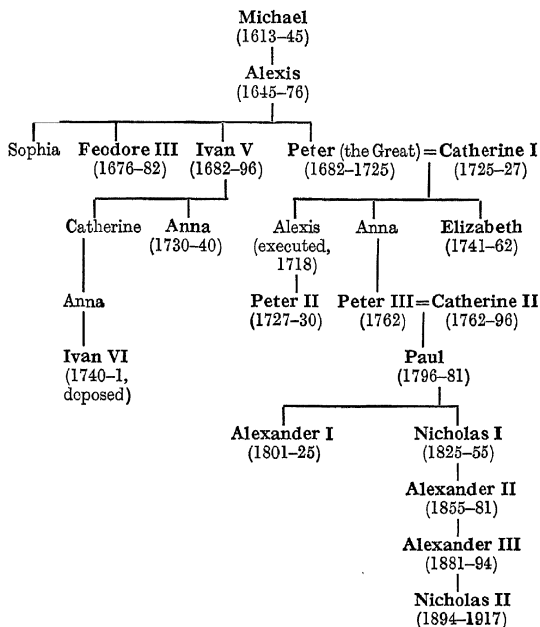 Michael
(1613–45)
Alexis
(1645–76)
Sophia Feodore III Ivan V Peter (the Great) = Catherine I
(1676–82) (1682–96) (1682–1725) (1725–27)
Catherine Anna Alexis Anna Elizabeth
(1730–40) (executed, (1741–62)
1718)
Anna Peter II Peter III = Catherine II
(1727–30) (1762) (1762–96)
Ivan VI Paul
(1740–1, (1796–81)
deposed)
Alexander I Nicholas I
(1801–25) (1825–55)
Alexander II
(1855–81)
Alexander III
(1881–94)
Nicholas II
(1894–1917)